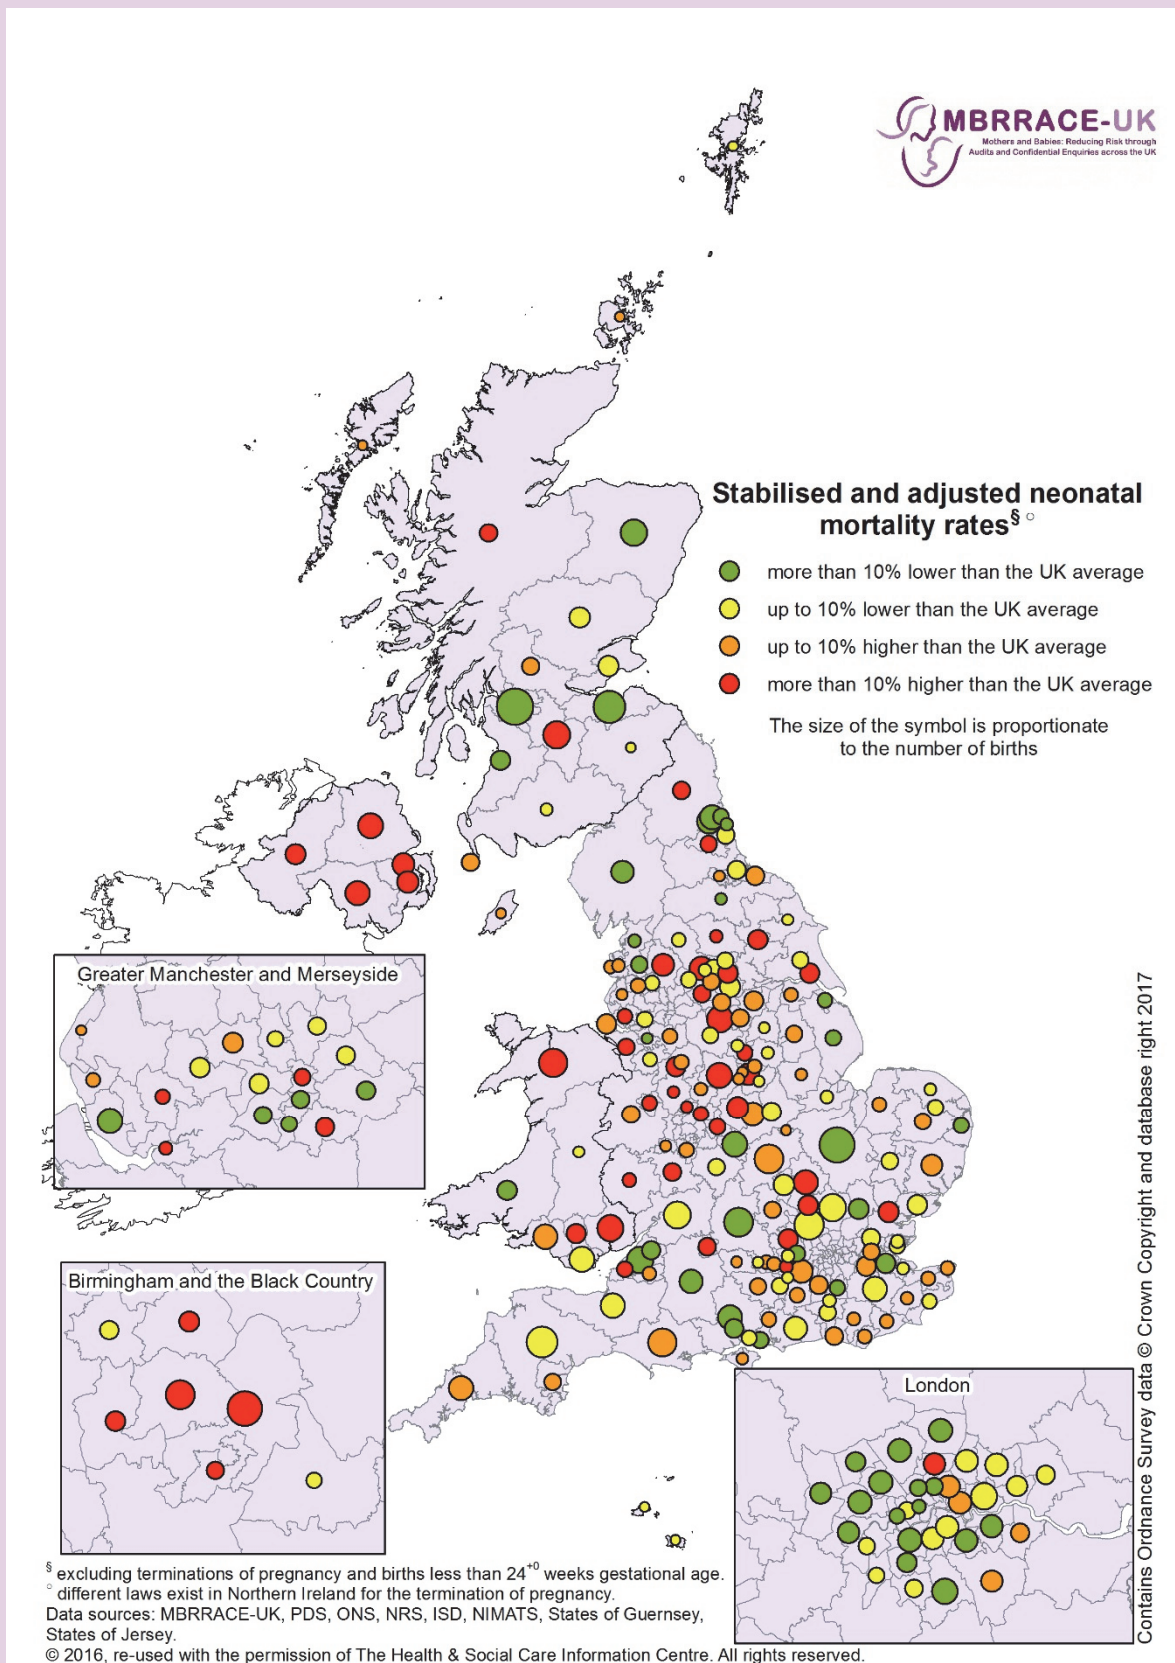 MBRRACE-UK
Mothers and Babies: Reducing Risk through
Audits and Confidential Enquiries across the UK
Stabilised and adjusted neonatal
mortality rates§ ○
more than 10% lower than the UK average
up to 10% lower than the UK average
up to 10% higher than the UK average
more than 10% higher than the UK average
The size of the symbol is proportionate
to the number of births
Greater Manchester and Merseyside
Birmingham and the Black Country
London
§ excluding terminations of pregnancy and births less than 24+0 weeks gestational age.
○ different laws exist in Northern Ireland for the termination of pregnancy.
Data sources: MBRRACE-UK, PDS, ONS, NRS, ISD, NIMATS, States of Guernsey,
States of Jersey.
© 2016, re-used with the permission of The Health & Social Care Information Centre. All rights reserved.
Contains Ordnance Survey data © Crown Copyright and database right 2017